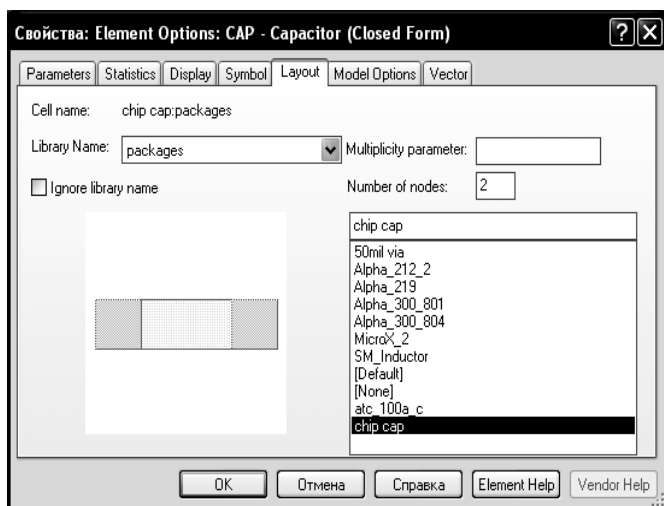 Свойства: Element Options: CAP - Capacitor (Closed Form)
Parameters Statistics Display Symbol Layout Model Options Vector
Cell name: chip cap:packages
Library Name: packages Multiplicity parameter:
Ignore library name Number of nodes: 2
chip cap
50mil via
Alpha_212_2
Alpha_219
Alpha_300_801
Alpha_300_804
MicroX_2
SM_Inductor
[Default]
[None]
atc_100a_c
chip cap
OK Отмена Справка Element Help Vendor Help